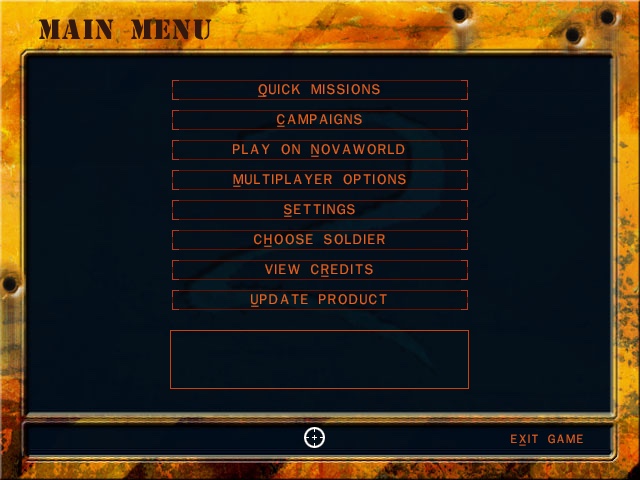 MAIN MENU
QUICK MISSIONS
CAMPAIGNS
PLAY ON NOVAWORLD
MULTIPLAYER OPTIONS
SETTINGS
CHOOSE SOLDIER
VIEW CREDITS
UPDATE PRODUCT
EXIT GAME